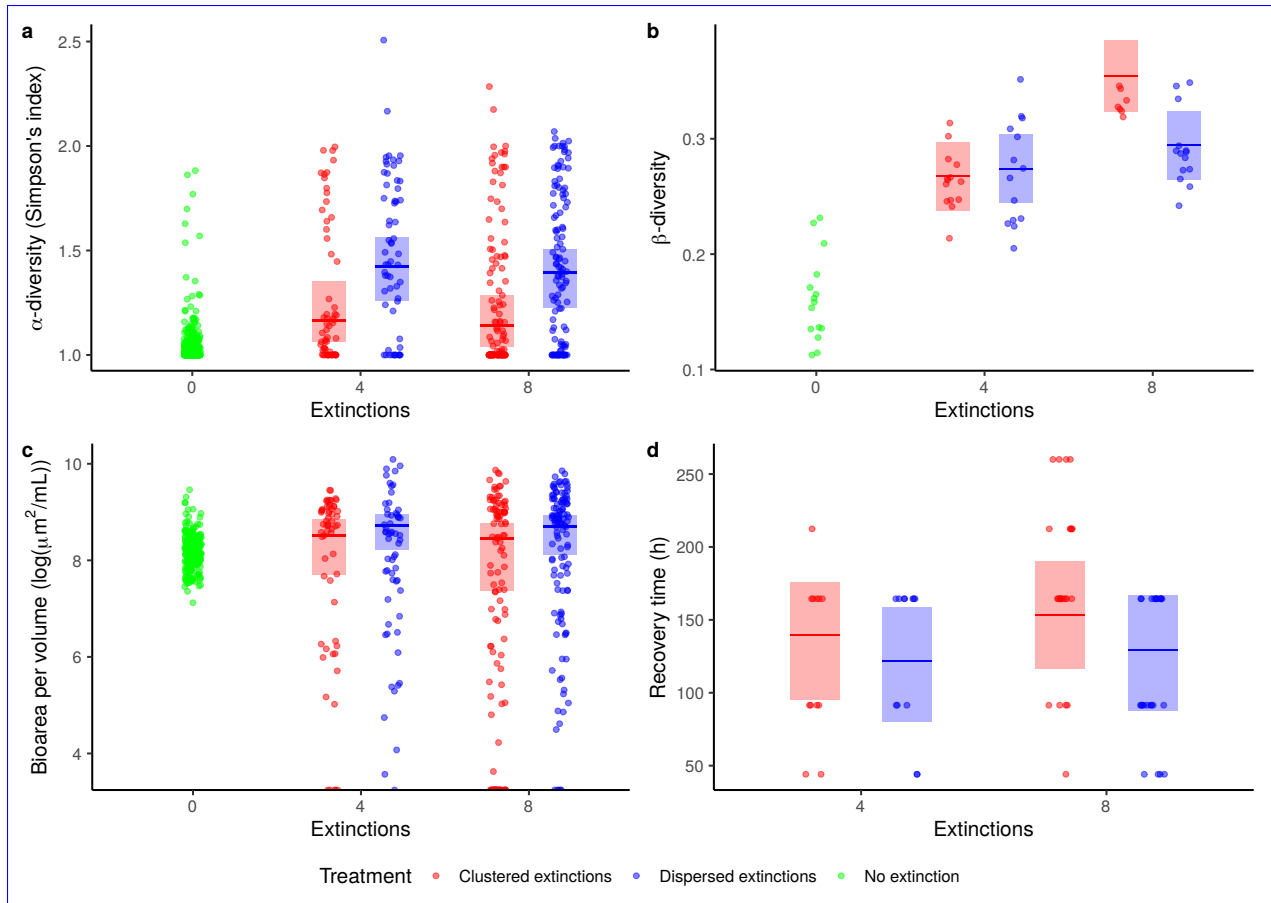 a
α-diversity (Simpson's index)
2.5
2.0
1.5
1.0
0
4
8
Extinctions
b
β-diversity
0.3
0.2
0.1
0
4
8
Extinctions
c
Bioarea per volume (log(μm²/mL))
10
8
6
4
0
4
8
Extinctions
d
Recovery time (h)
250
200
150
100
50
4
8
Extinctions
Treatment Clustered extinctions Dispersed extinctions No extinction